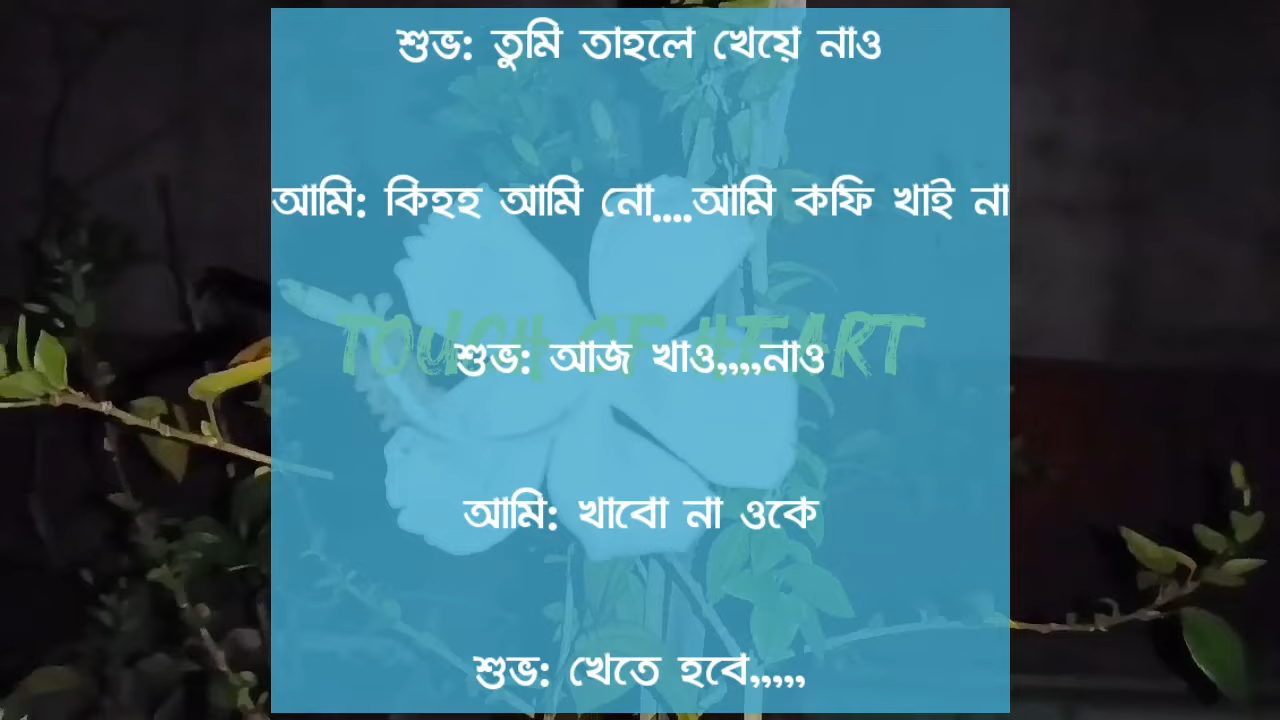 শুভ: তুমি তাহলে খেয়ে নাও
আমি: কিহহ আমি নো....আমি কফি খাই না
TOUCH OF HEART
শুভ: আজ খাও,,,,নাও
আমি: খাবো না ওকে
শুভ: খেতে হবে,,,,,